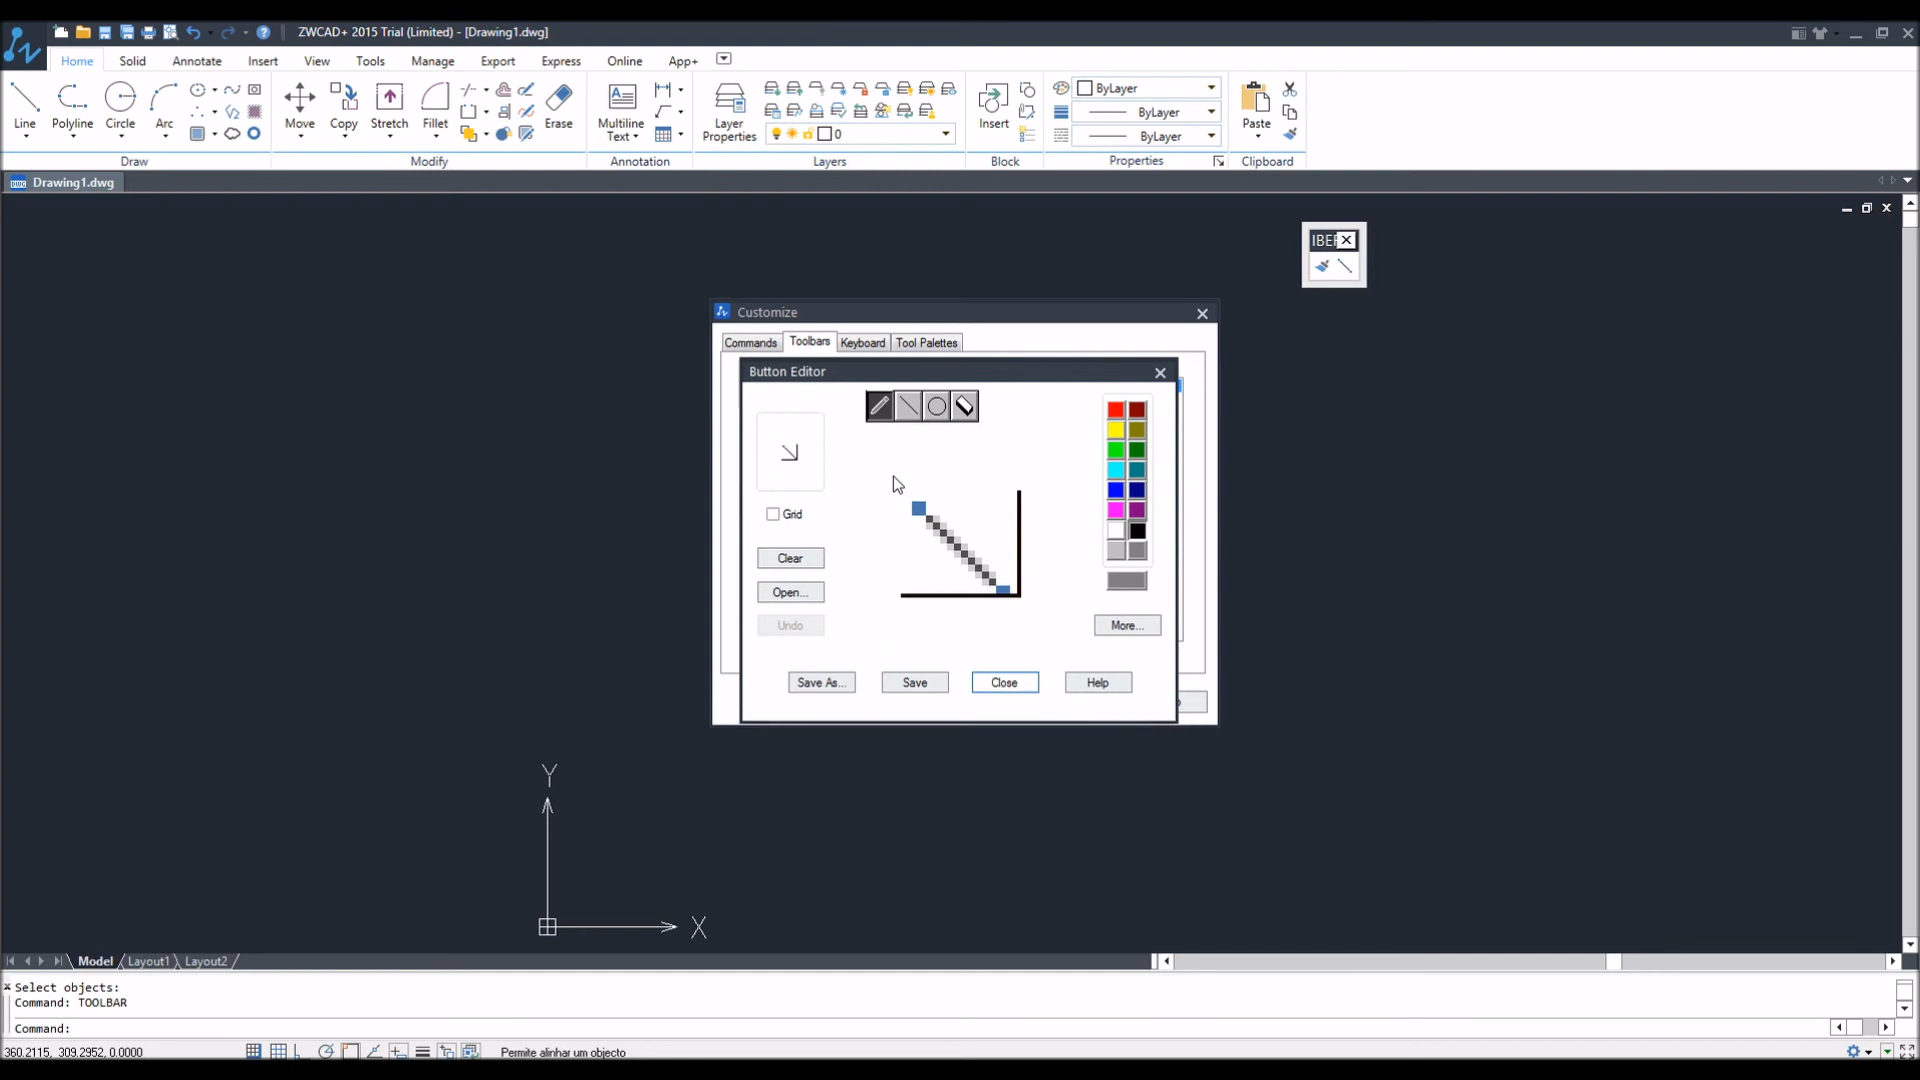 ZWCAD+ 2015 Trial (Limited) - [Drawing1.dwg]
Home Solid Annotate Insert View Tools Manage Export Express Online App+
Line Polyline Circle Arc Move Copy Stretch Fillet Erase Multiline Text Layer Properties 0 Insert ByLayer ByLayer ByLayer Paste
Draw Modify Annotation Layers Block Properties Clipboard
Drawing1.dwg
Customize
Commands Toolbars Keyboard Tool Palettes
Button Editor
Grid
Clear
Open...
Undo
More...
Save As... Save Close Help
Y
X
Model Layout1 Layout2
Select objects:
Command: TOOLBAR
Command:
360.2115, 309.2952, 0.0000 Permite alinhar um objecto